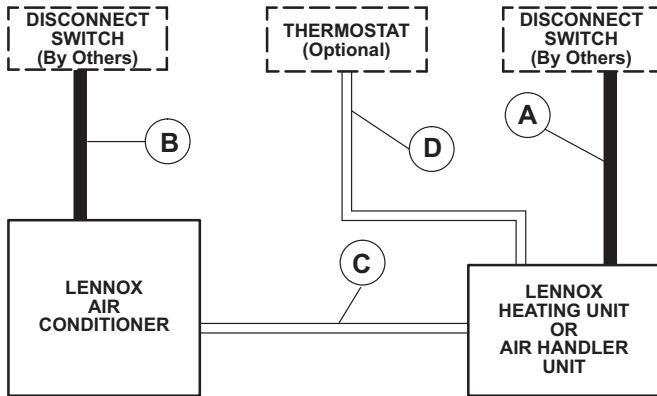 DISCONNECT
SWITCH
(By Others)
THERMOSTAT
(Optional)
DISCONNECT
SWITCH
(By Others)
B
D
A
C
LENNOX
AIR
CONDITIONER
LENNOX
HEATING UNIT
OR
AIR HANDLER
UNIT